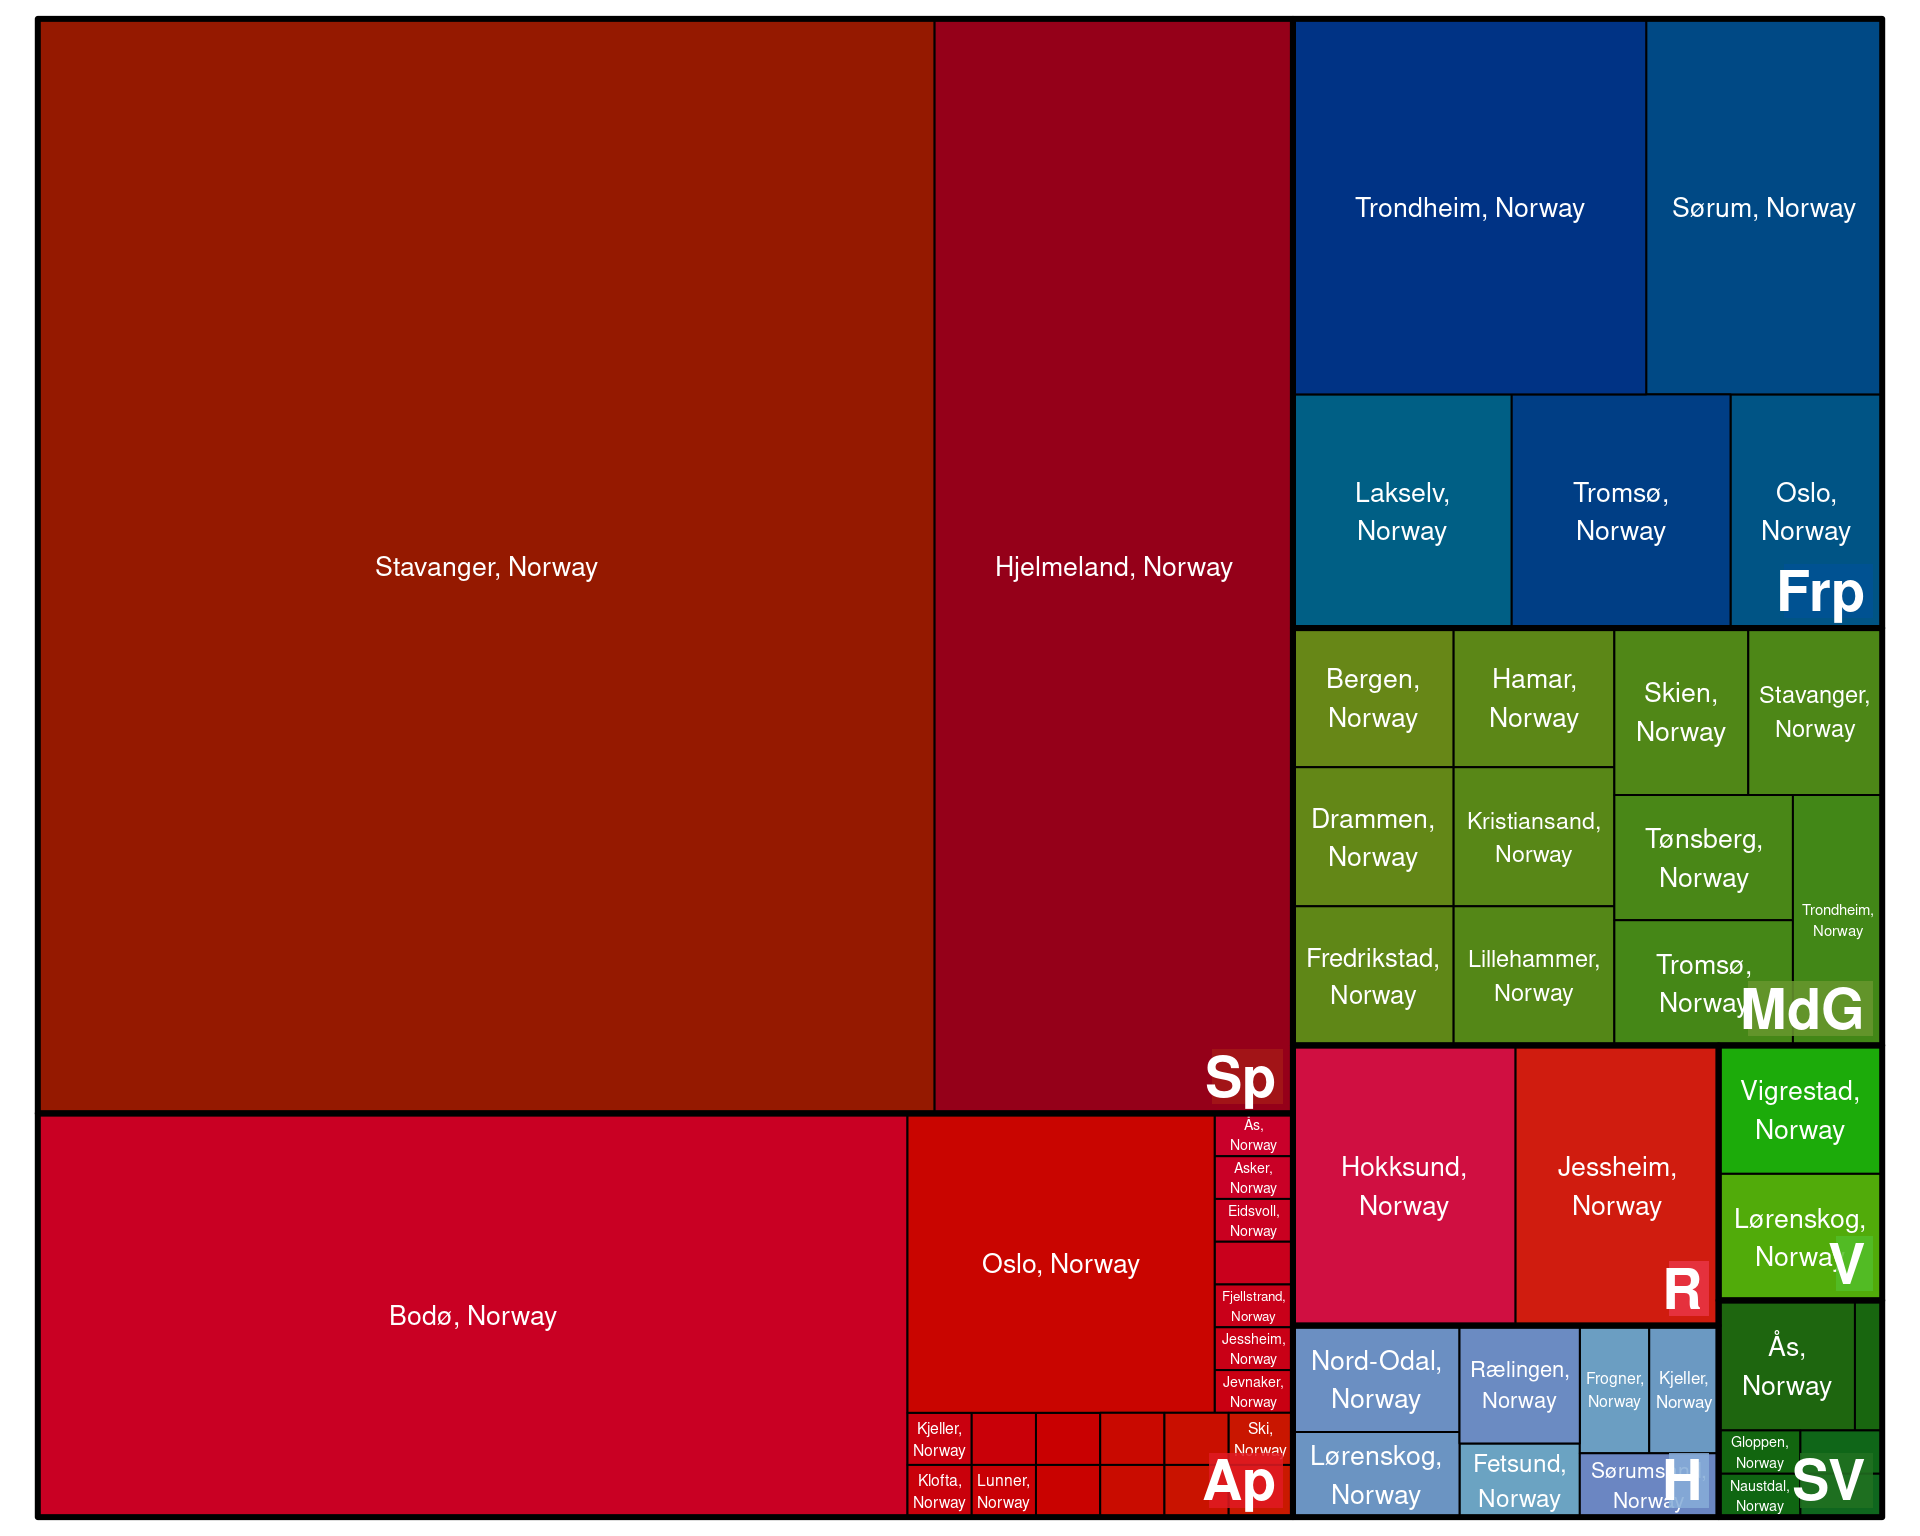 Stavanger, Norway
Hjelmeland, Norway
Sp
Bodø, Norway
Oslo, Norway
Ås,
Norway
Asker,
Norway
Eidsvoll,
Norway
Fjellstrand,
Norway
Jessheim,
Norway
Jevnaker,
Norway
Kjeller,
Norway
Ski,
Norway
Klofta,
Norway
Lunner,
Norway
Ap
Trondheim, Norway
Sørum, Norway
Lakselv,
Norway
Tromsø,
Norway
Oslo,
Norway
Frp
Bergen,
Norway
Hamar,
Norway
Skien,
Norway
Stavanger,
Norway
Drammen,
Norway
Kristiansand,
Norway
Tønsberg,
Norway
Trondheim,
Norway
Fredrikstad,
Norway
Lillehammer,
Norway
Tromsø,
Norway
MdG
Hokksund,
Norway
Jessheim,
Norway
R
Vigrestad,
Norway
Lørenskog,
Norway
V
Nord-Odal,
Norway
Rælingen,
Norway
Frogner,
Norway
Kjeller,
Norway
Lørenskog,
Norway
Fetsund,
Norway
Norway
H
Ås,
Norway
Gloppen,
Norway
Naustdal,
Norway
SV